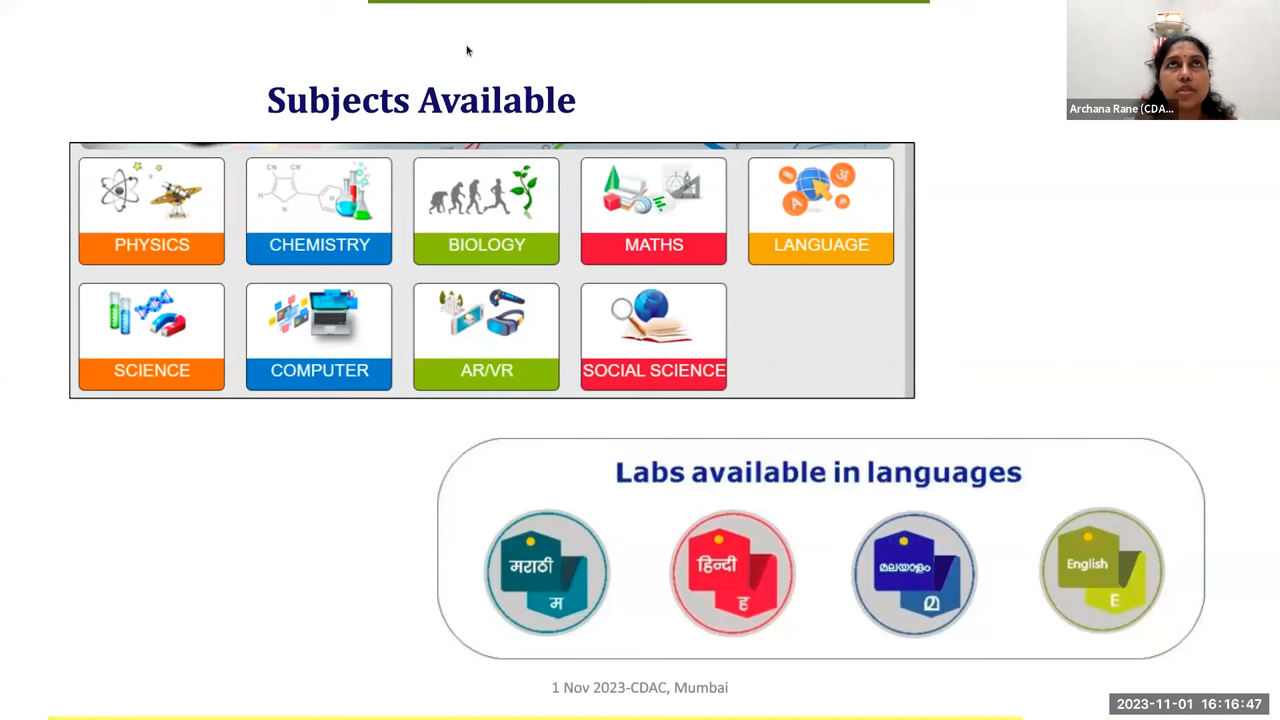 Subjects Available
Archana Rane (CDA...
PHYSICS
CHEMISTRY
BIOLOGY
MATHS
LANGUAGE
SCIENCE
COMPUTER
AR/VR
SOCIAL SCIENCE
Labs available in languages
मराठी
म
हिन्दी
ह
മലയാളം
മ
English
E
1 Nov 2023-CDAC, Mumbai
2023-11-01 16:16:47